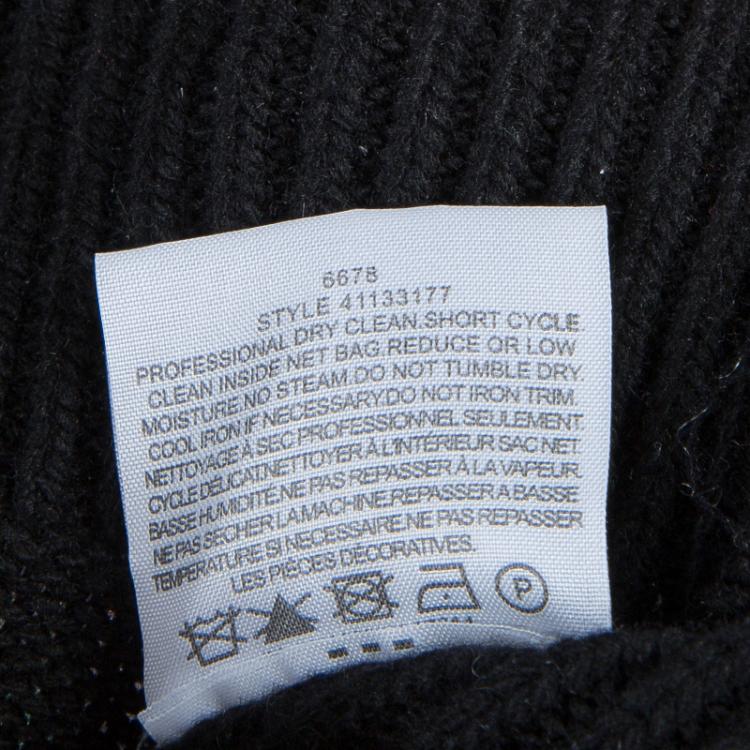 6678
STYLE 41133177
PROFESSIONAL DRY CLEAN.SHORT CYCLE
CLEAN INSIDE NET BAG.REDUCE OR LOW
MOISTURE.NO STEAM.DO NOT TUMBLE DRY.
COOL IRON IF NECESSARY.DO NOT IRON TRIM.
NETTOYAGE À SEC PROFESSIONNEL SEULEMENT.
CYCLE DÉLICAT.NETTOYER À L'INTÉRIEUR SAC NET.
BASSE HUMIDITÉ.NE PAS REPASSER À LA VAPEUR.
NE PAS SECHER LA MACHINE.REPASSER A BASSE
TEMPERATURE SI NECESSAIRE.NE PAS REPASSER
LES PIÈCES DÉCORATIVES.
P